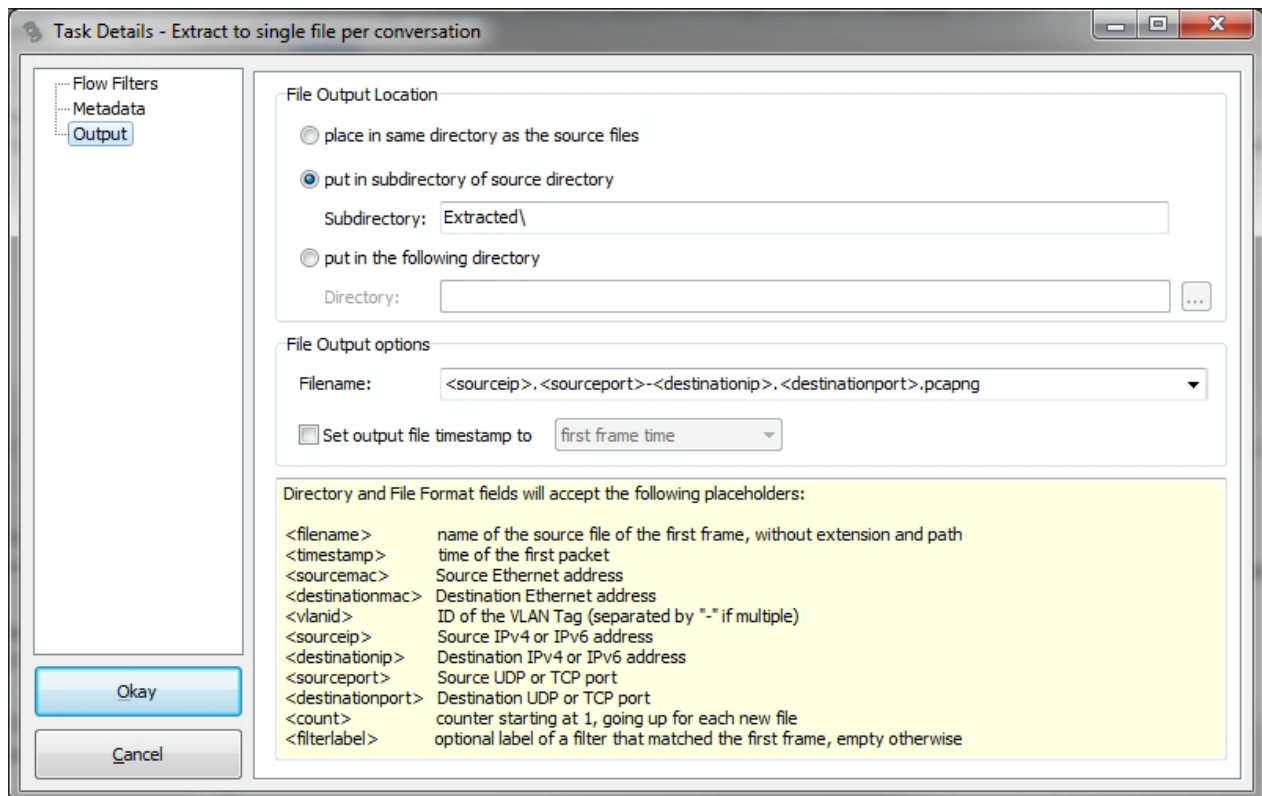 Task Details - Extract to single file per conversation
Flow Filters
Metadata
Output
File Output Location
place in same directory as the source files
put in subdirectory of source directory
Subdirectory: Extracted\
put in the following directory
Directory:
...
File Output options
Filename: <sourceip>.<sourceport>-<destinationip>.<destinationport>.pcapng
Set output file timestamp to first frame time
Directory and File Format fields will accept the following placeholders:
<filename> name of the source file of the first frame, without extension and path
<timestamp> time of the first packet
<sourcemac> Source Ethernet address
<destinationmac> Destination Ethernet address
<vlanid> ID of the VLAN Tag (separated by "-" if multiple)
<sourceip> Source IPv4 or IPv6 address
<destinationip> Destination IPv4 or IPv6 address
<sourceport> Source UDP or TCP port
<destinationport> Destination UDP or TCP port
<count> counter starting at 1, going up for each new file
<filterlabel> optional label of a filter that matched the first frame, empty otherwise
Okay
Cancel